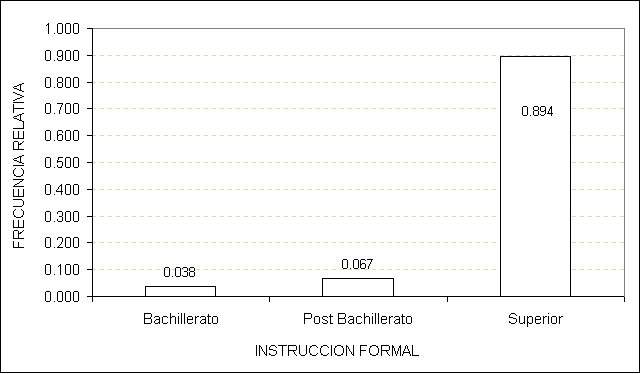 1.000
0.900
0.800
0.700
0.600
0.500
0.400
0.300
0.200
0.100
0.000
FRECUENCIA RELATIVA
0.038
0.067
0.894
Bachillerato
Post Bachillerato
Superior
INSTRUCCION FORMAL